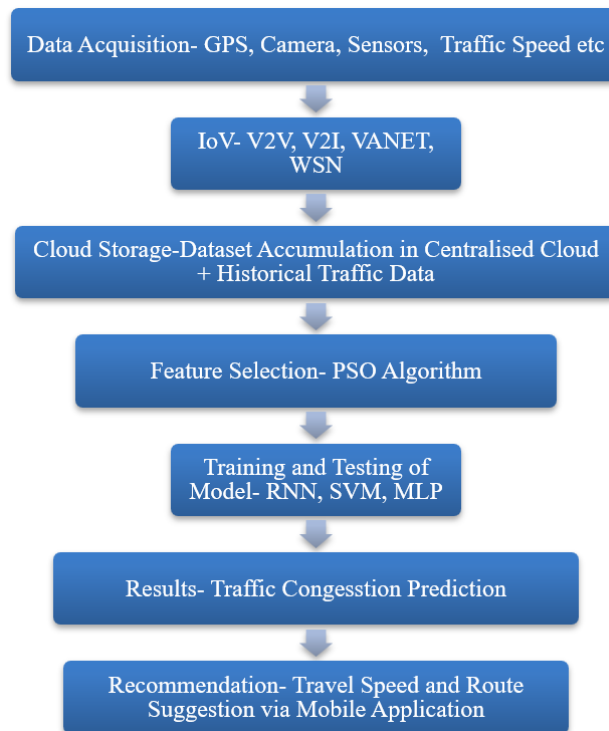 Data Acquisition- GPS, Camera, Sensors, Traffic Speed etc
IoV- V2V, V2I, VANET,
WSN
Cloud Storage-Dataset Accumulation in Centralised Cloud
+ Historical Traffic Data
Feature Selection- PSO Algorithm
Training and Testing of
Model- RNN, SVM, MLP
Results- Traffic Congesstion Prediction
Recommendation- Travel Speed and Route
Suggestion via Mobile Application